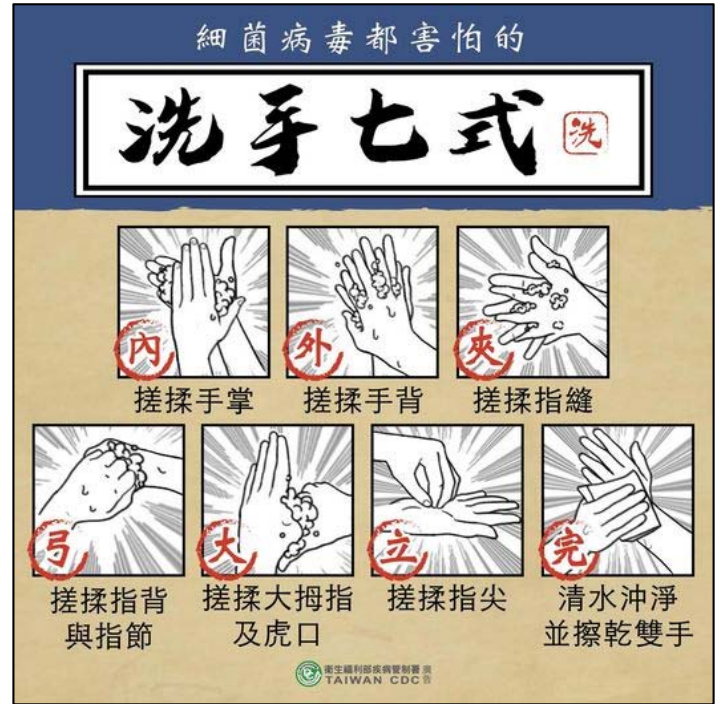 細菌病毒都害怕的
洗手七式
洗
內
搓揉手掌
外
搓揉手背
夾
搓揉指縫
弓
搓揉指背
與指節
大
搓揉大拇指
及虎口
立
搓揉指尖
完
清水沖淨
並擦乾雙手
衛生福利部疾病管制署 廣告
TAIWAN CDC